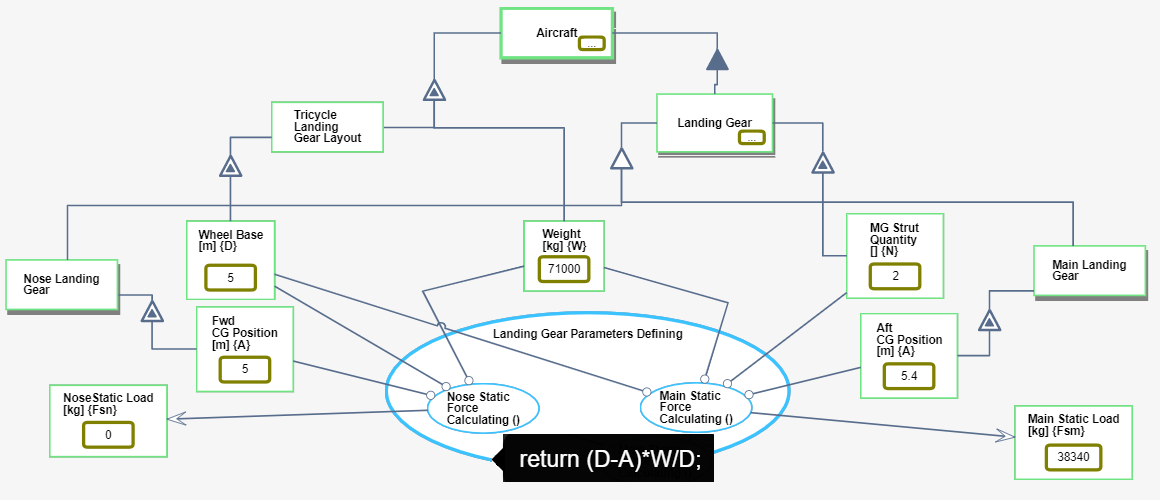 Aircraft
...
Tricycle
Landing
Gear Layout
Landing Gear
...
Wheel Base
[m] {D}
5
Weight
[kg] {W}
71000
MG Strut
Quantity
[] {N}
2
Nose Landing
Gear
Main Landing
Gear
Fwd
CG Position
[m] {A}
5
Landing Gear Parameters Defining
Aft
CG Position
[m] {A}
5.4
NoseStatic Load
[kg] {Fsn}
0
Nose Static
Force
Calculating ()
Main Static
Force
Calculating ()
Main Static Load
[kg] {Fsm}
38340
return (D-A)*W/D;